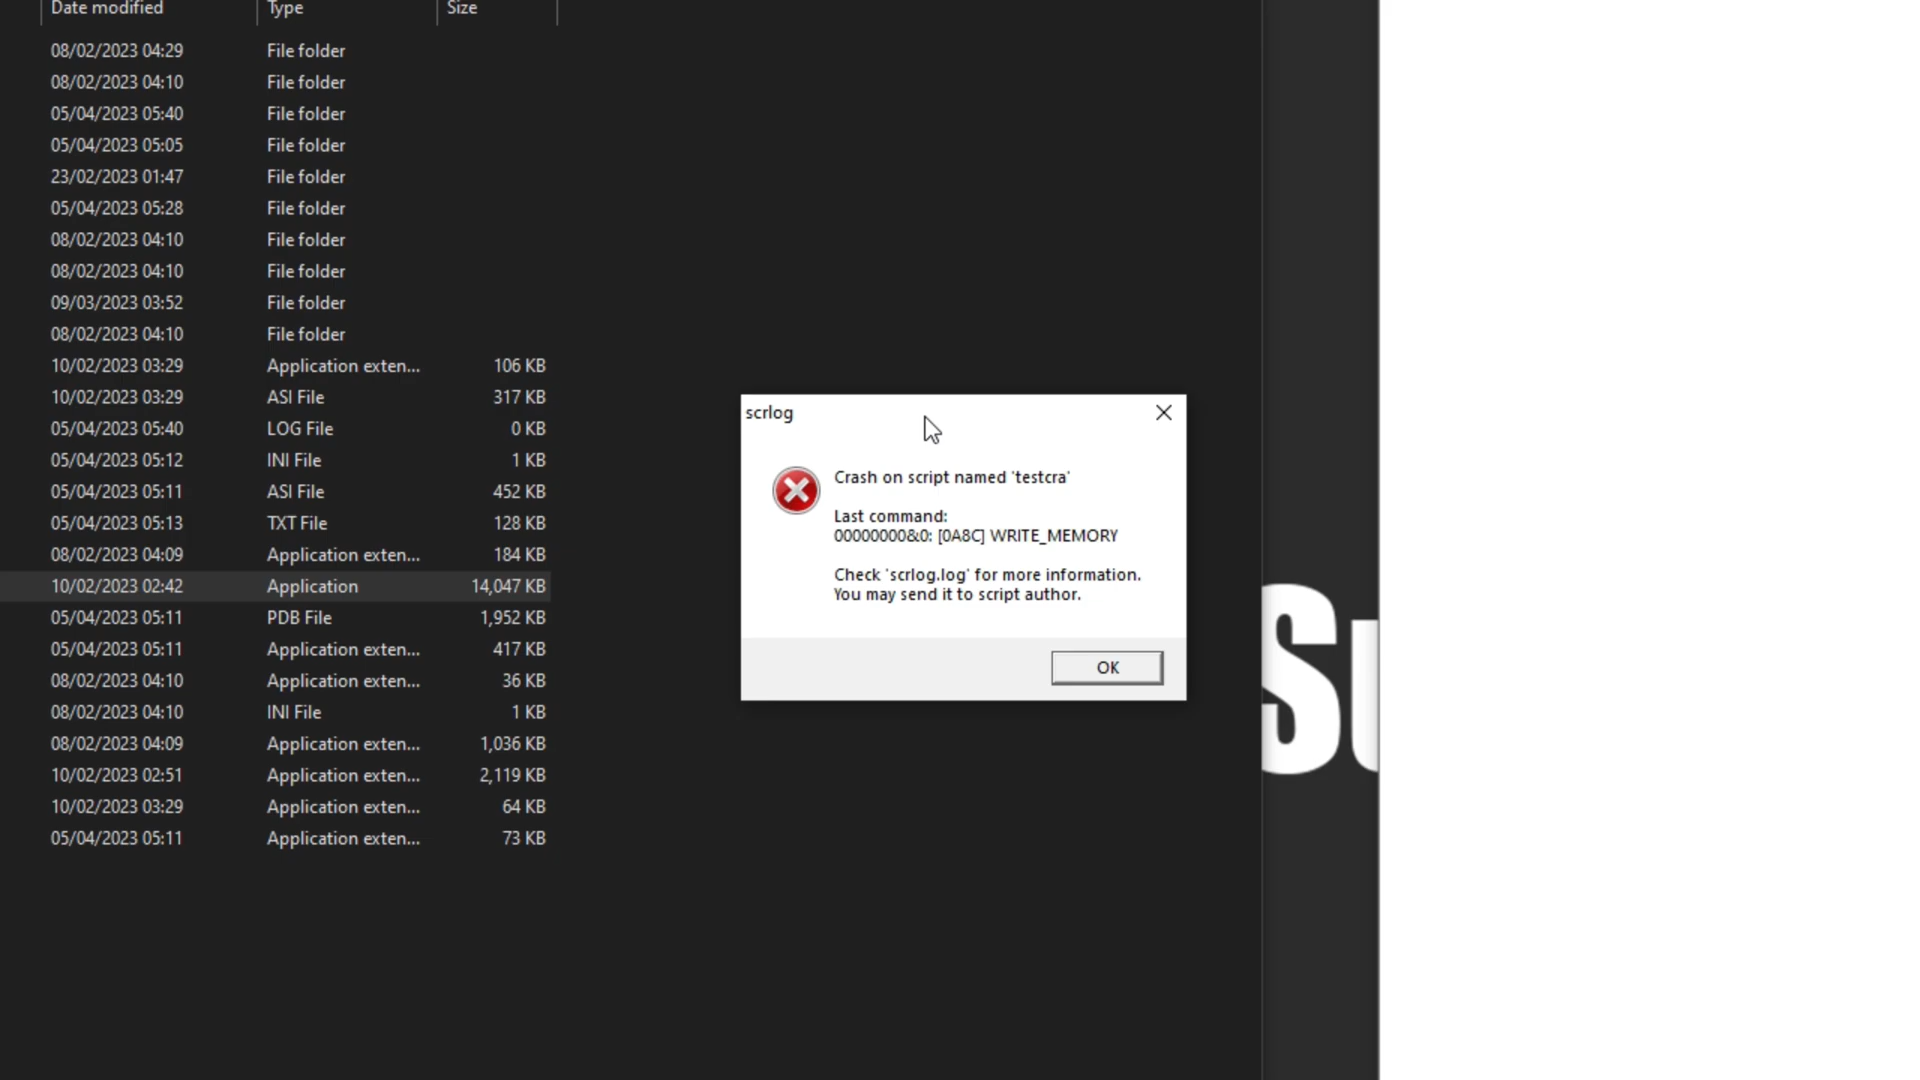 Date modified Type Size
08/02/2023 04:29 File folder
08/02/2023 04:10 File folder
05/04/2023 05:40 File folder
05/04/2023 05:05 File folder
23/02/2023 01:47 File folder
05/04/2023 05:28 File folder
08/02/2023 04:10 File folder
08/02/2023 04:10 File folder
09/03/2023 03:52 File folder
08/02/2023 04:10 File folder
10/02/2023 03:29 Application exten... 106 KB
10/02/2023 03:29 ASI File 317 KB
05/04/2023 05:40 LOG File 0 KB
05/04/2023 05:12 INI File 1 KB
05/04/2023 05:11 ASI File 452 KB
05/04/2023 05:13 TXT File 128 KB
08/02/2023 04:09 Application exten... 184 KB
10/02/2023 02:42 Application 14,047 KB
05/04/2023 05:11 PDB File 1,952 KB
05/04/2023 05:11 Application exten... 417 KB
08/02/2023 04:10 Application exten... 36 KB
08/02/2023 04:10 INI File 1 KB
08/02/2023 04:09 Application exten... 1,036 KB
10/02/2023 02:51 Application exten... 2,119 KB
10/02/2023 03:29 Application exten... 64 KB
05/04/2023 05:11 Application exten... 73 KB
scrlog
Crash on script named 'testcra'
Last command:
00000000&0: [0A8C] WRITE_MEMORY
Check 'scrlog.log' for more information.
You may send it to script author.
OK